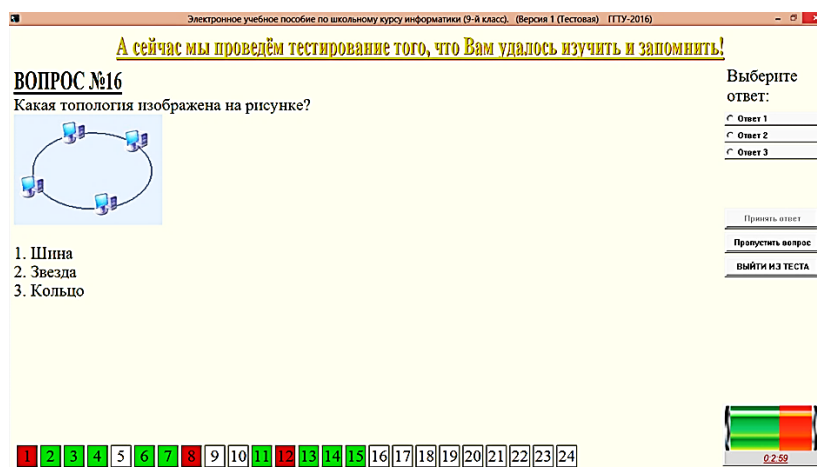 Электронное учебное пособие по школьному курсу информатики (9-й класс). (Версия 1 (Тестовая) ГГТУ-2016)
А сейчас мы проведём тестирование того, что Вам удалось изучить и запомнить!
ВОПРОС №16
Какая топология изображена на рисунке?
1. Шина
2. Звезда
3. Кольцо
Выберите
ответ:
Ответ 1
Ответ 2
Ответ 3
Принять ответ
Пропустить вопрос
ВЫЙТИ ИЗ ТЕСТА
1 2 3 4 5 6 7 8 9 10 11 12 13 14 15 16 17 18 19 20 21 22 23 24
0:2:59